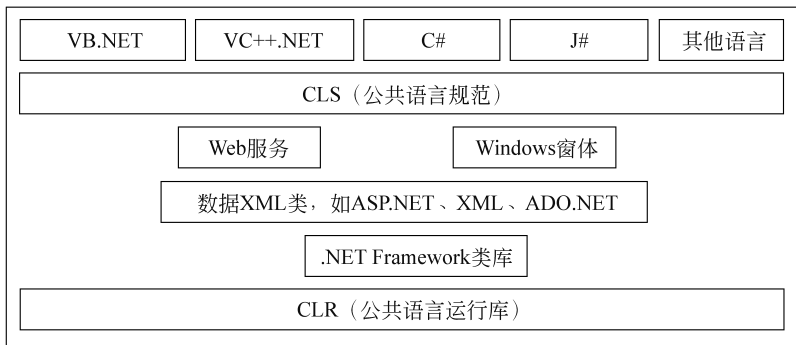 VB.NET VC++.NET C# J# 其他语言
CLS（公共语言规范）
Web服务 Windows窗体
数据XML类，如ASP.NET、XML、ADO.NET
.NET Framework类库
CLR（公共语言运行库）